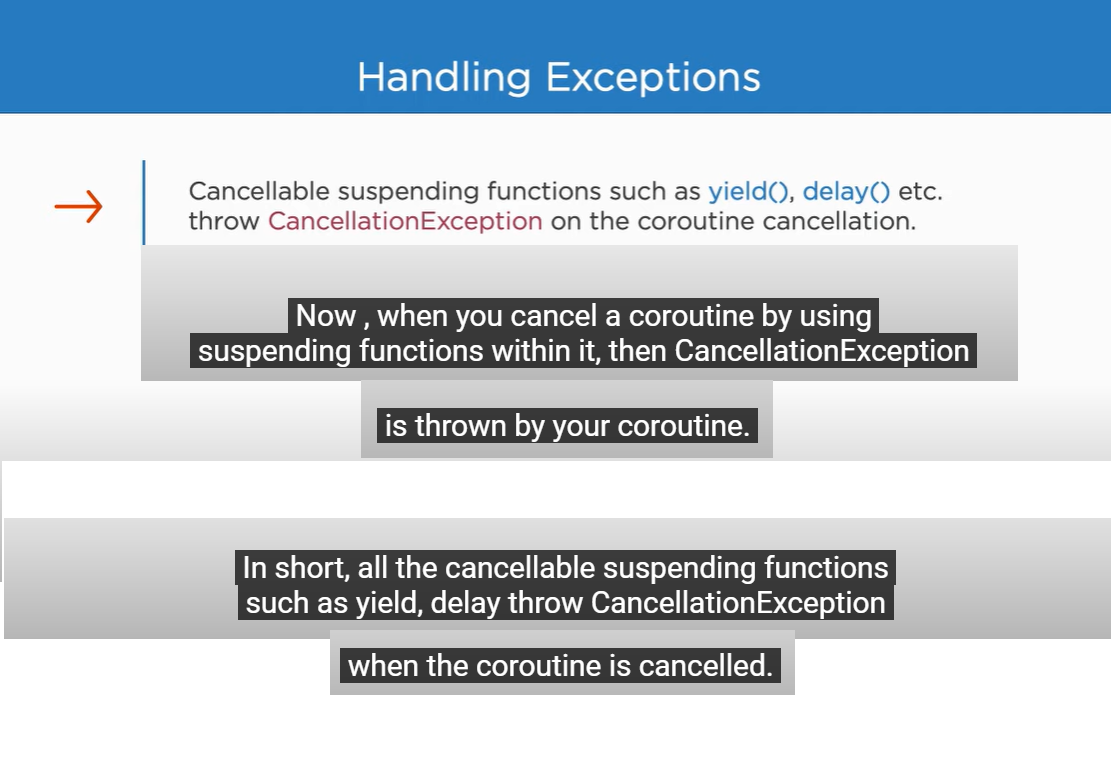 Handling Exceptions
Cancellable suspending functions such as yield(), delay() etc.
throw CancellationException on the coroutine cancellation.
Now , when you cancel a coroutine by using
suspending functions within it, then CancellationException
is thrown by your coroutine.
In short, all the cancellable suspending functions
such as yield, delay throw CancellationException
when the coroutine is cancelled.